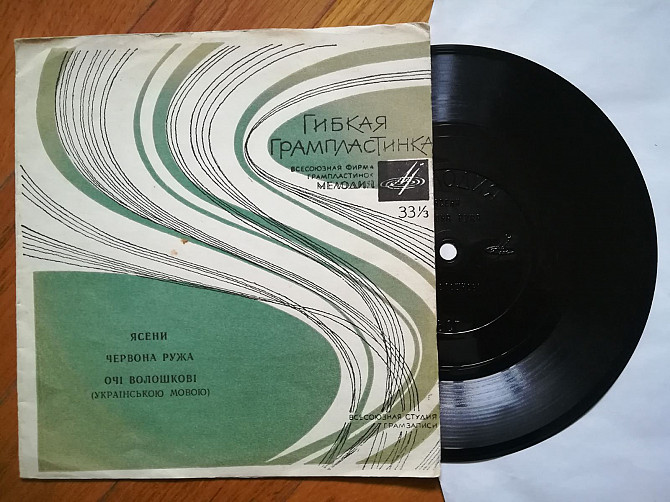 ГИБКАЯ
ГРАМПЛАСТИНКА
ВСЕСОЮЗНАЯ ФИРМА
ГРАМПЛАСТИНОК
МЕЛОДИЯ
33⅓
ЯСЕНИ
ЧЕРВОНА РУЖА
ОЧІ ВОЛОШКОВІ
(УКРАЇНСЬКОЮ МОВОЮ)
ВСЕСОЮЗНАЯ СТУДИЯ
ГРАМЗАПИСИ